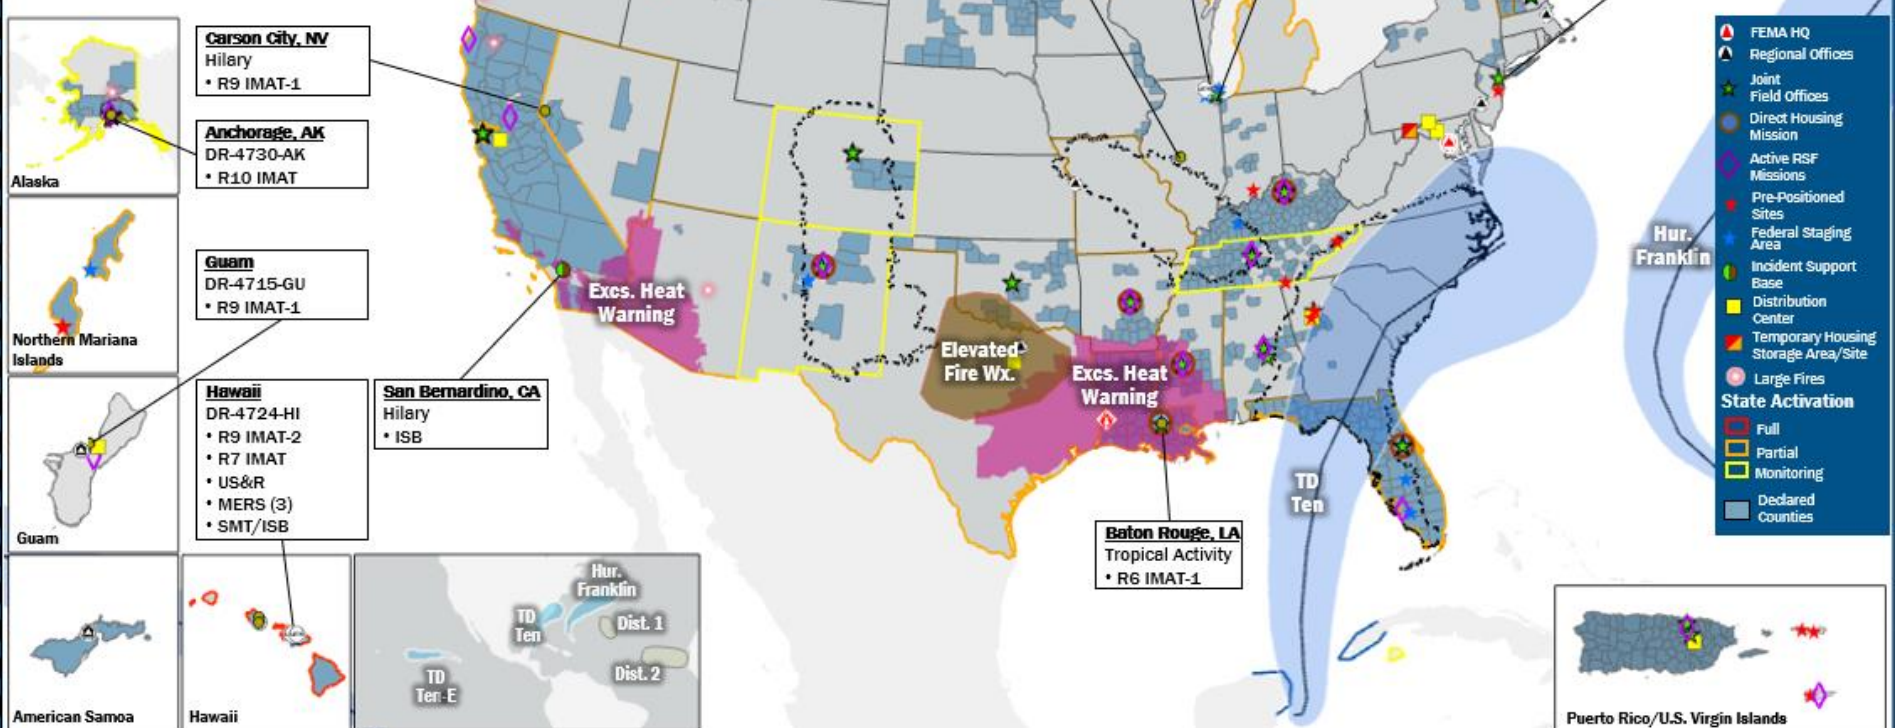 Carson City, NV
Hilary
• R9 IMAT-1
Anchorage, AK
DR-4730-AK
• R10 IMAT
Alaska
Guam
DR-4715-GU
• R9 IMAT-1
Northern Mariana
Islands
Hawaii
DR-4724-HI
• R9 IMAT-2
• R7 IMAT
• US&R
• MERS (3)
• SMT/ISB
San Bernardino, CA
Hilary
• ISB
Guam
American Samoa
Hawaii
Excs. Heat
Warning
Elevated
Fire Wx.
Excs. Heat
Warning
TD
Ten
Hur.
Franklin
Baton Rouge, LA
Tropical Activity
• R6 IMAT-1
Hur.
Franklin
TD
Ten
Dist. 1
Dist. 2
TD
Ten-E
FEMA HQ
Regional Offices
Joint
Field Offices
Direct Housing
Mission
Active RSF
Missions
Pre-Positioned
Sites
Federal Staging
Area
Incident Support
Base
Distribution
Center
Temporary Housing
Storage Area/Site
Large Fires
State Activation
Full
Partial
Monitoring
Declared
Counties
Puerto Rico/U.S. Virgin Islands